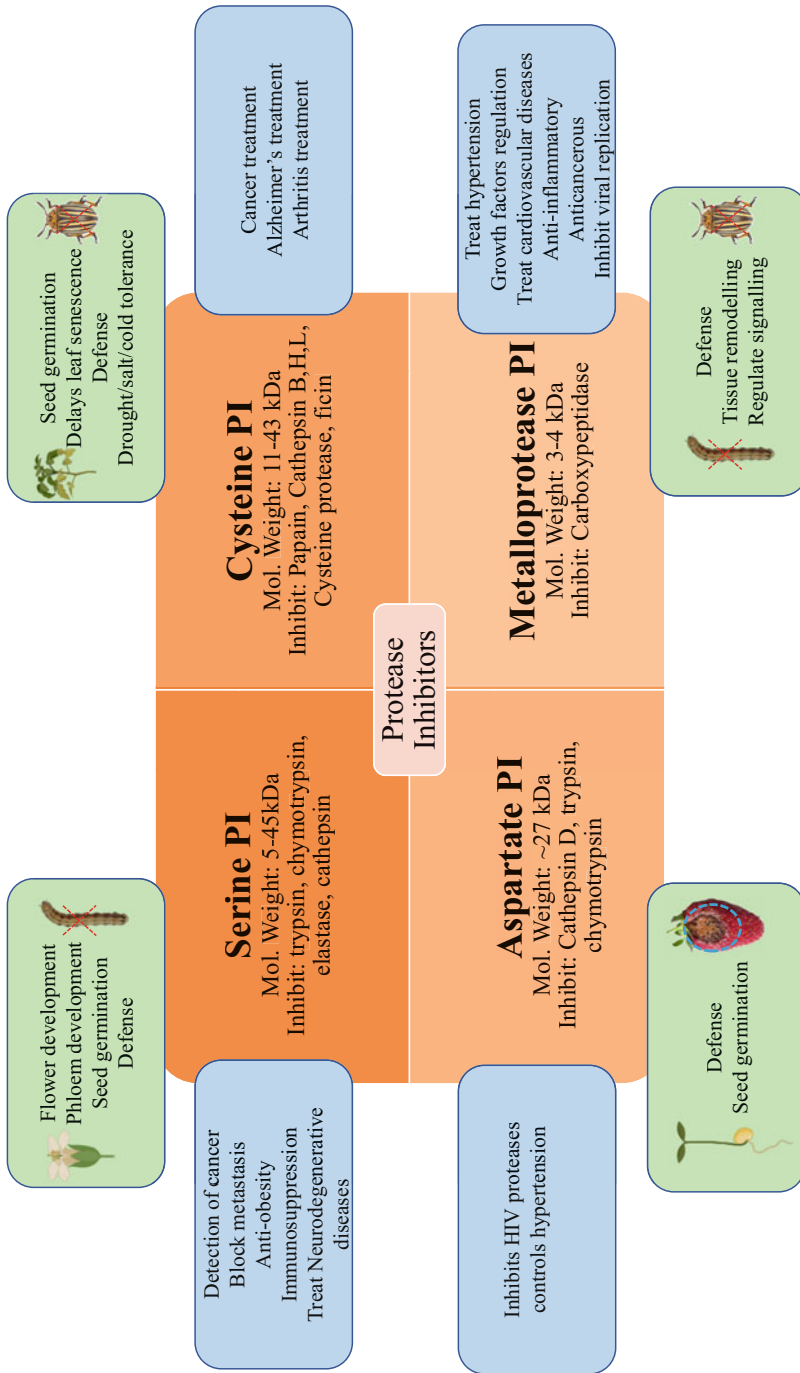 Flower development
Phloem development
Seed germination
Defense
Seed germination
Delays leaf senescence
Defense
Drought/salt/cold tolerance
Detection of cancer
Block metastasis
Anti-obesity
Immunosuppression
Treat Neurodegenerative
diseases
Serine PI
Mol. Weight: 5-45kDa
Inhibit: trypsin, chymotrypsin,
elastase, cathepsin
Cysteine PI
Mol. Weight: 11-43 kDa
Inhibit: Papain, Cathepsin B,H,L,
Cysteine protease, ficin
Cancer treatment
Alzheimer's treatment
Arthritis treatment
Protease
Inhibitors
Inhibits HIV proteases
controls hypertension
Aspartate PI
Mol. Weight: ~27 kDa
Inhibit: Cathepsin D, trypsin,
chymotrypsin
Metalloprotease PI
Mol. Weight: 3-4 kDa
Inhibit: Carboxypeptidase
Treat hypertension
Growth factors regulation
Treat cardiovascular diseases
Anti-inflammatory
Anticancerous
Inhibit viral replication
Defense
Seed germination
Defense
Tissue remodelling
Regulate signalling